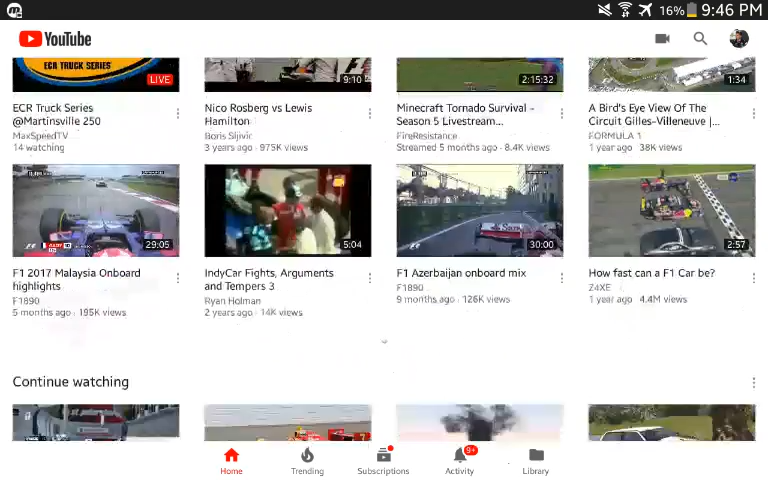 16% 9:46 PM
YouTube
ECR TRUCK SERIES
LIVE
9:10
2:15:32
1:34
ECR Truck Series
@Martinsville 250
MaxSpeedTV
14 watching
Nico Rosberg vs Lewis
Hamilton
Boris Sljivir
3 years ago · 975K views
Minecraft Tornado Survival -
Season 5 Livestream...
FireResistance
Streamed 5 months ago · 8.4K views
A Bird's Eye View Of The
Circuit Gilles-Villeneuve |...
FORMULA 1
1 year ago 38K views
29:05
5:04
30:00
2:57
F1 2017 Malaysia Onboard
highlights
F1890
5 months ago · 195K views
IndyCar Fights, Arguments
and Tempers 3
Ryan Holman
2 years ago · 14K views
F1 Azerbaijan onboard mix
F1890
9 months ago · 126K views
How fast can a F1 Car be?
Z4XE
1 year ago · 4.4M views
Continue watching
Home
Trending
Subscriptions
9+
Activity
Library